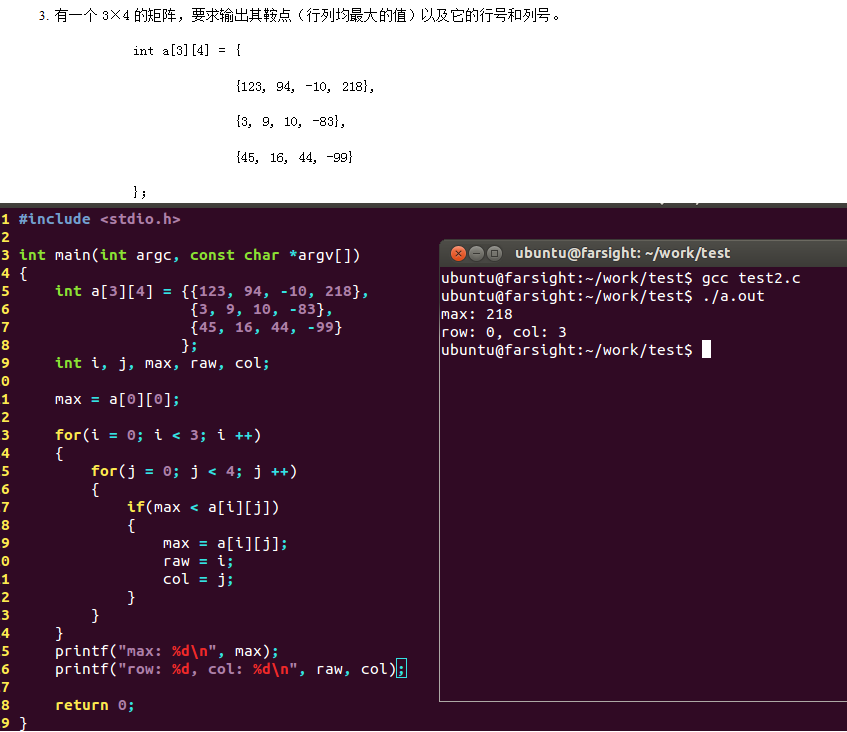 3. 有一个 3×4 的矩阵，要求输出其鞍点（行列均最大的值）以及它的行号和列号。
int a[3][4] = {
{123, 94, -10, 218},
{3, 9, 10, -83},
{45, 16, 44, -99}
};
1 #include <stdio.h>
2
3 int main(int argc, const char *argv[])
4 {
5     int a[3][4] = {{123, 94, -10, 218},
6                    {3, 9, 10, -83},
7                    {45, 16, 44, -99}
8                   };
9     int i, j, max, raw, col;
0
1     max = a[0][0];
2
3     for(i = 0; i < 3; i ++)
4     {
5         for(j = 0; j < 4; j ++)
6         {
7             if(max < a[i][j])
8             {
9                 max = a[i][j];
0                 raw = i;
1                 col = j;
2             }
3         }
4     }
5     printf("max: %d\n", max);
6     printf("row: %d, col: %d\n", raw, col);
7
8     return 0;
9 }
ubuntu@farsight: ~/work/test
ubuntu@farsight:~/work/test$ gcc test2.c
ubuntu@farsight:~/work/test$ ./a.out
max: 218
row: 0, col: 3
ubuntu@farsight:~/work/test$